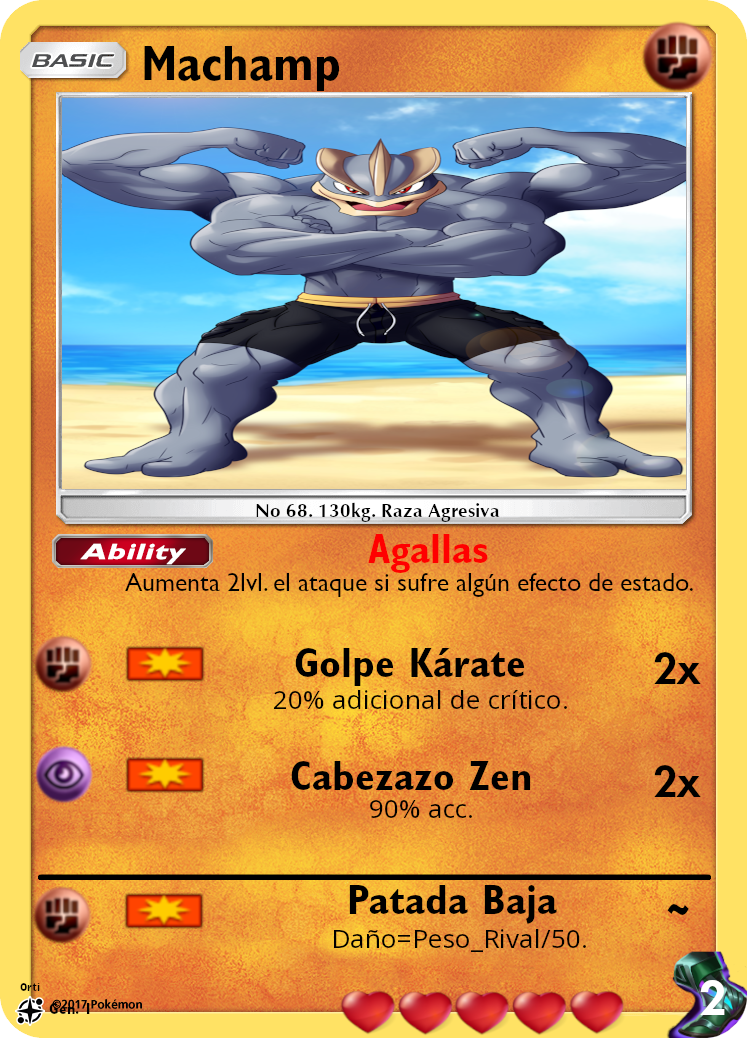 BASIC Machamp
No 68. 130kg. Raza Agresiva
Ability Agallas
Aumenta 2lvl. el ataque si sufre algún efecto de estado.
Golpe Kárate 2x
20% adicional de crítico.
Cabezazo Zen 2x
90% acc.
Patada Baja ~
Daño=Peso_Rival/50.
Orti
©2017 Pokémon
Gen. 1
2